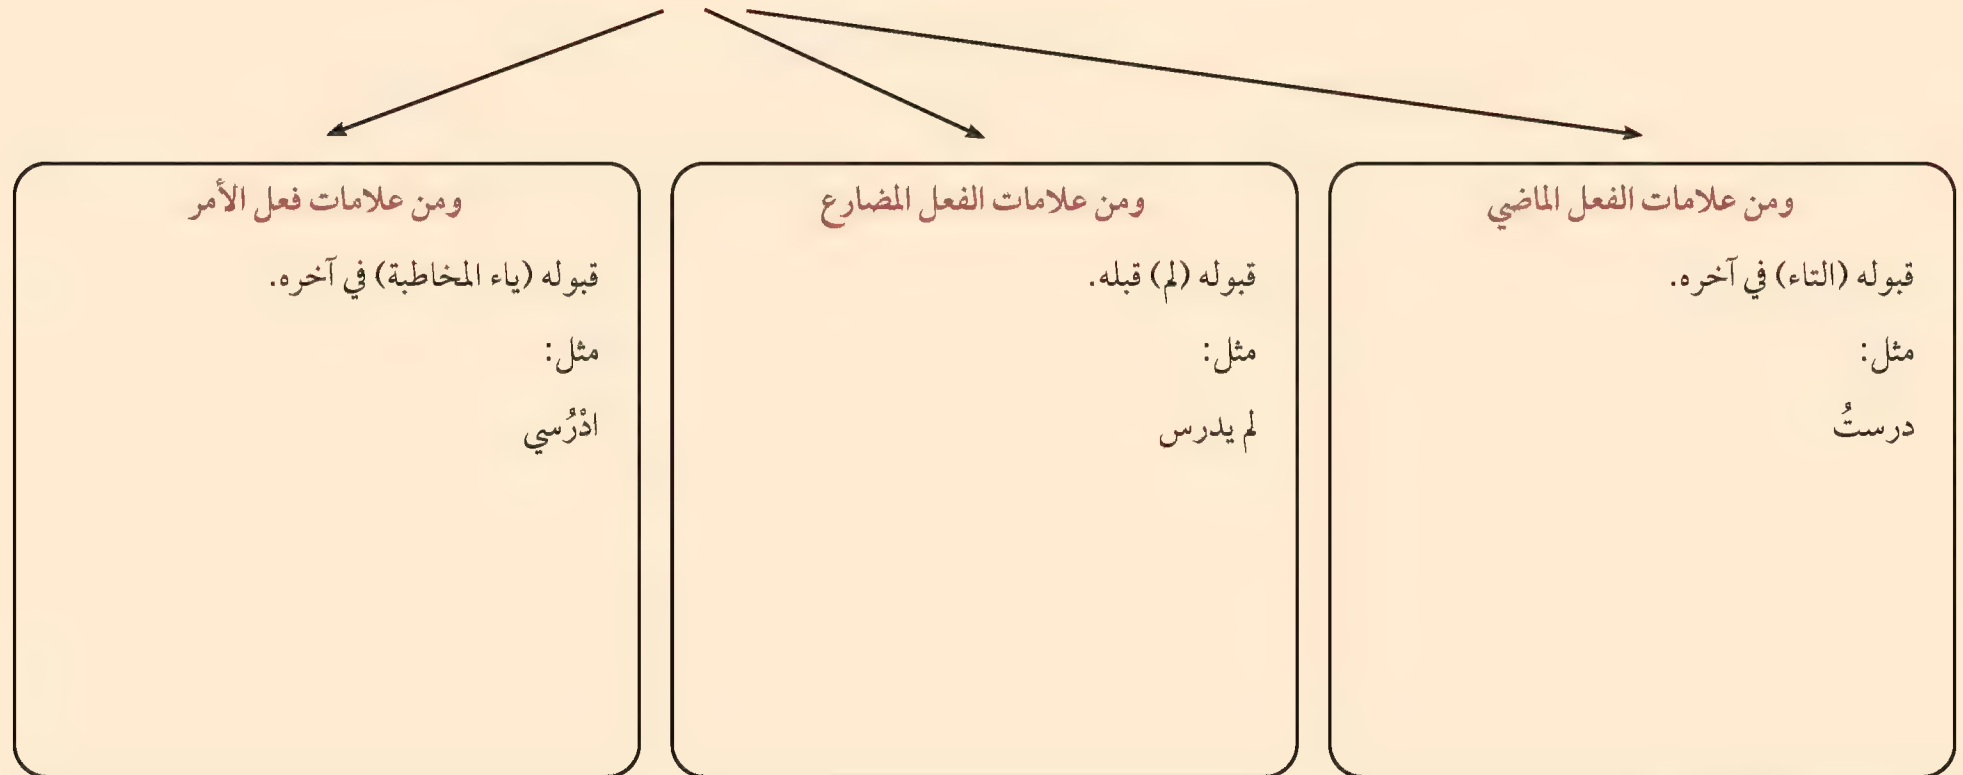 ومن علامات الفعل الماضي
قبوله (التاء) في آخره.
مثل:
درستُ
ومن علامات الفعل المضارع
قبوله (لم) قبله.
مثل:
لم يدرس
ومن علامات فعل الأمر
قبوله (ياء المخاطبة) في آخره.
مثل:
ادْرُسي